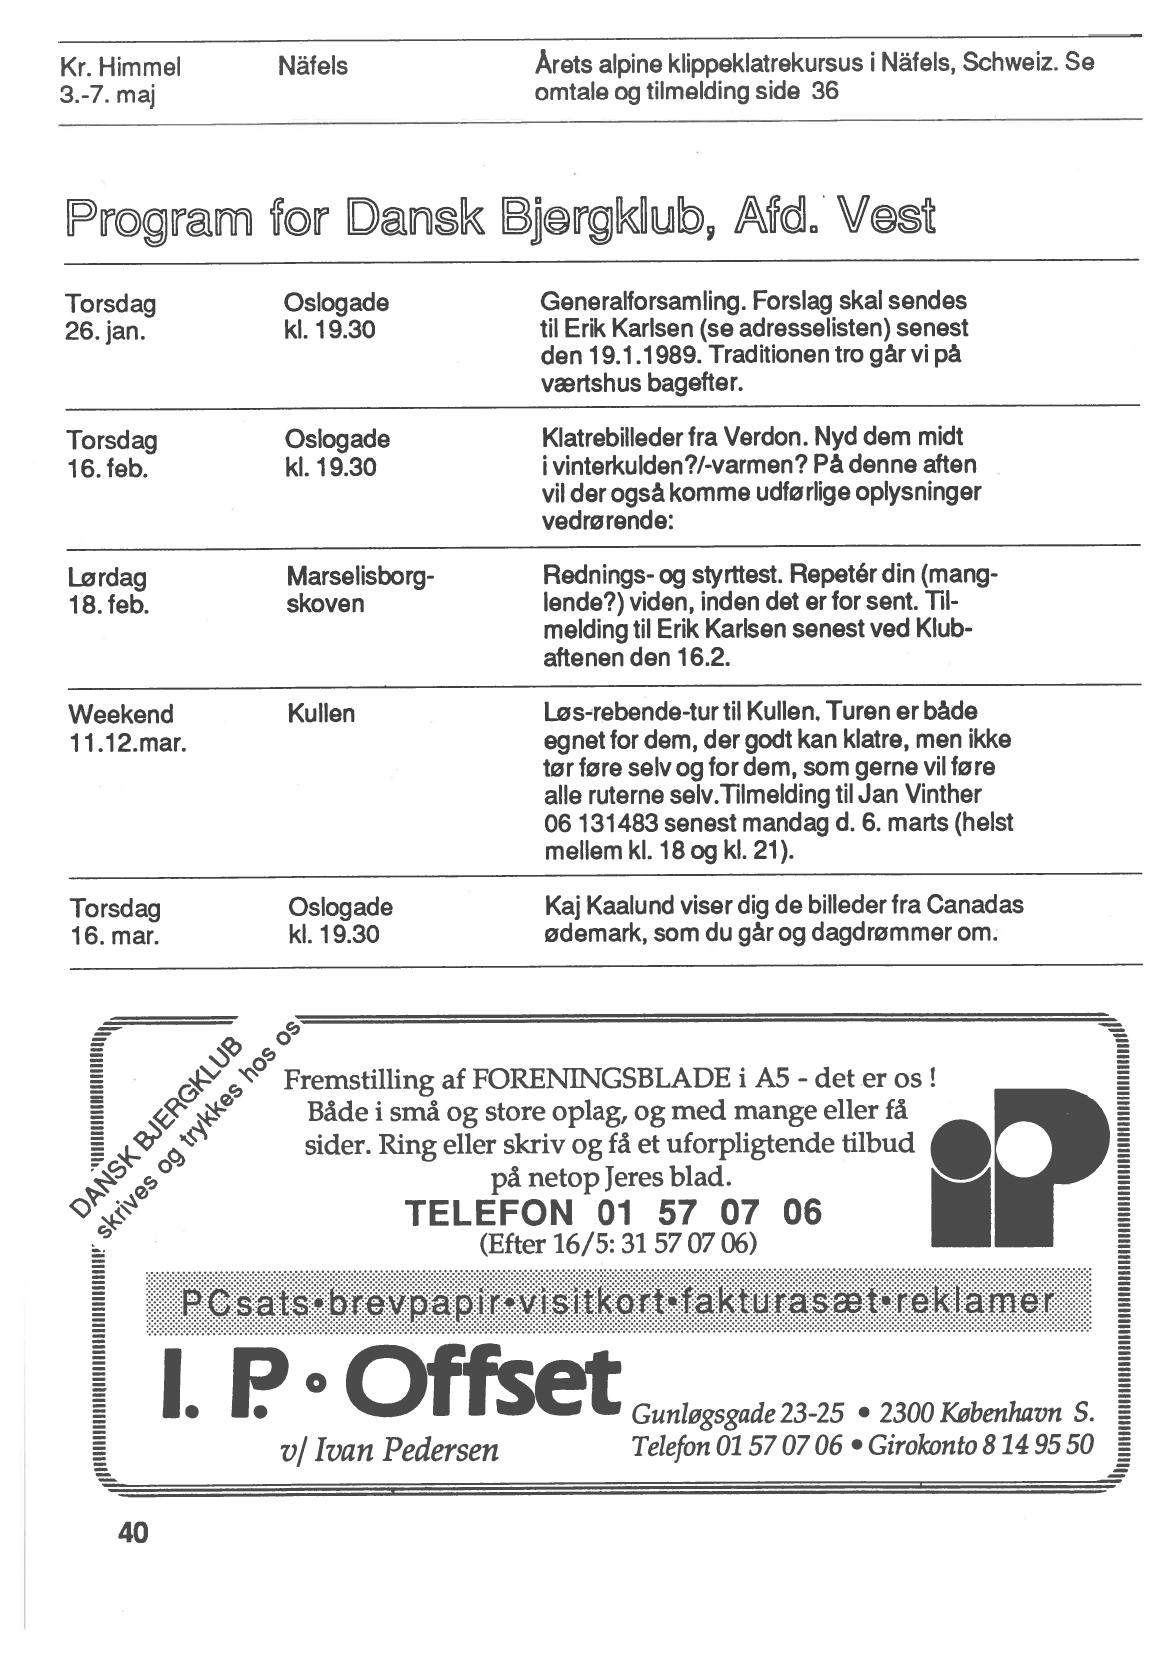 Kr. Himmel Näfels Årets alpine klippeklatrekursus i Näfels, Schweiz. Se
3.-7. maj omtale og tilmelding side 36
Program for Dansk Bjergklub, Afd. Vest
Torsdag Oslogade Generalforsamling. Forslag skal sendes
26. jan. kl. 19.30 til Erik Karlsen (se adresselisten) senest
den 19.1.1989. Traditionen tro går vi på
værtshus bagefter.
Torsdag Oslogade Klatrebilleder fra Verdon. Nyd dem midt
16. feb. kl. 19.30 i vinterkulden?/-varmen? På denne aften
vil der også komme udførlige oplysninger
vedrørende:
Lørdag Marselisborg- Rednings- og styrttest. Repetér din (mang-
18. feb. skoven lende?) viden, inden det er for sent. Til-
melding til Erik Karlsen senest ved Klub-
aftenen den 16.2.
Weekend Kullen Løs-rebende-tur til Kullen. Turen er både
11.12.mar. egnet for dem, der godt kan klatre, men ikke
tør føre selv og for dem, som gerne vil føre
alle ruterne selv.Tilmelding til Jan Vinther
06 131483 senest mandag d. 6. marts (helst
mellem kl. 18 og kl. 21).
Torsdag Oslogade Kaj Kaalund viser dig de billeder fra Canadas
16. mar. kl. 19.30 ødemark, som du går og dagdrømmer om.
DANSK BJERGKLUB
skrives og trykkes hos os
Fremstilling af FORENINGSBLADE i A5 - det er os !
Både i små og store oplag, og med mange eller få
sider. Ring eller skriv og få et uforpligtende tilbud
på netop Jeres blad.
TELEFON 01 57 07 06
(Efter 16/5: 31 57 07 06)
iP
PCsats•brevpapir•visitkort•fakturasæt•reklamer
I. P. • Offset
Gunløgsgade 23-25 • 2300 København S.
v/ Ivan Pedersen Telefon 01 57 07 06 • Girokonto 8 14 95 50
40